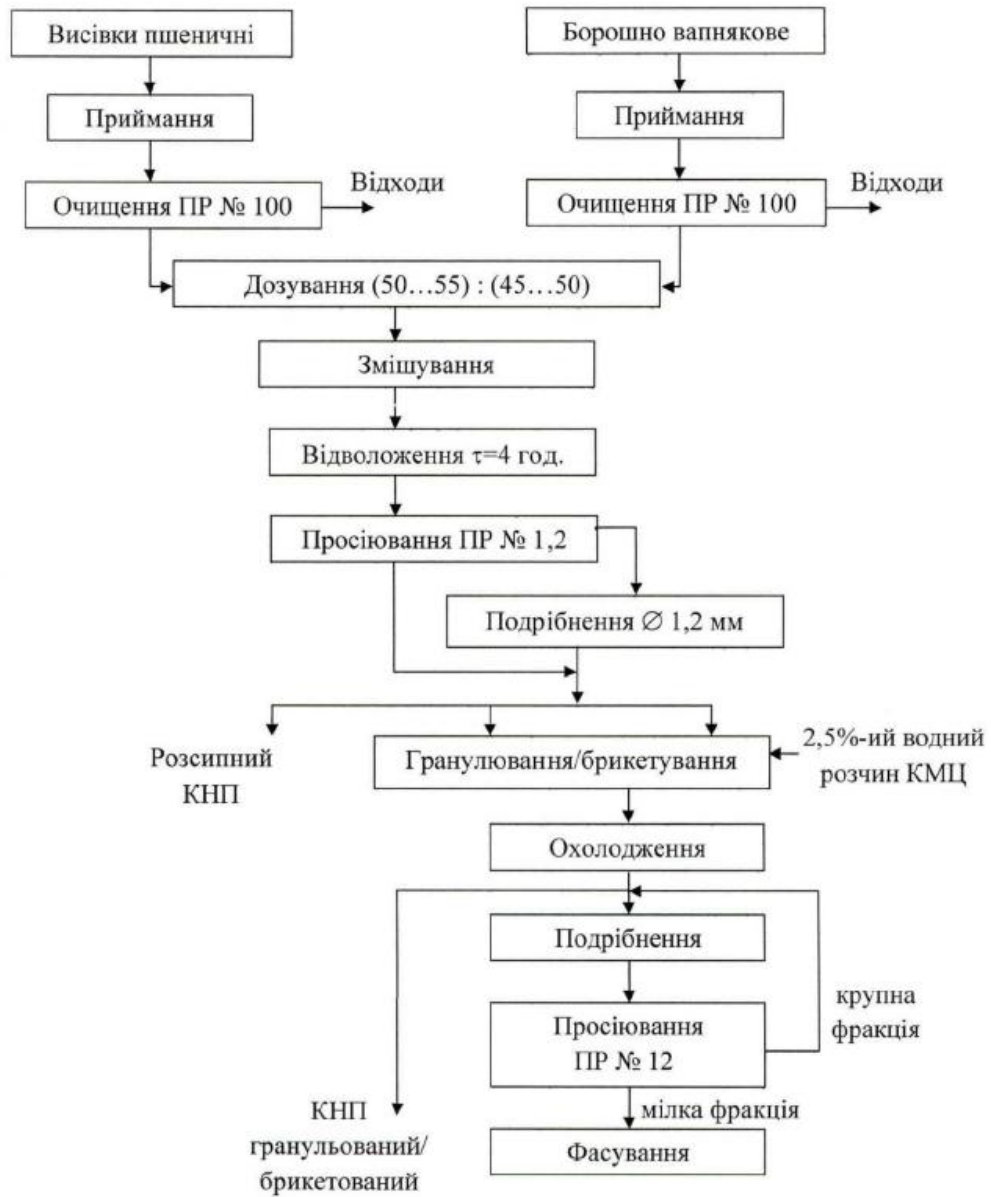 Висівки пшеничні
Борошно вапнякове
Приймання
Приймання
Очищення ПР № 100
Відходи
Очищення ПР № 100
Відходи
Дозування (50…55) : (45…50)
Змішування
Відволоження τ=4 год.
Просіювання ПР № 1,2
Подрібнення ∅ 1,2 мм
Розсипний
КНП
Гранулювання/брикетування
2,5%-ий водний
розчин КМЦ
Охолодження
Подрібнення
крупна
фракція
Просіювання
ПР № 12
мілка фракція
КНП
гранульований/
брикетований
Фасування